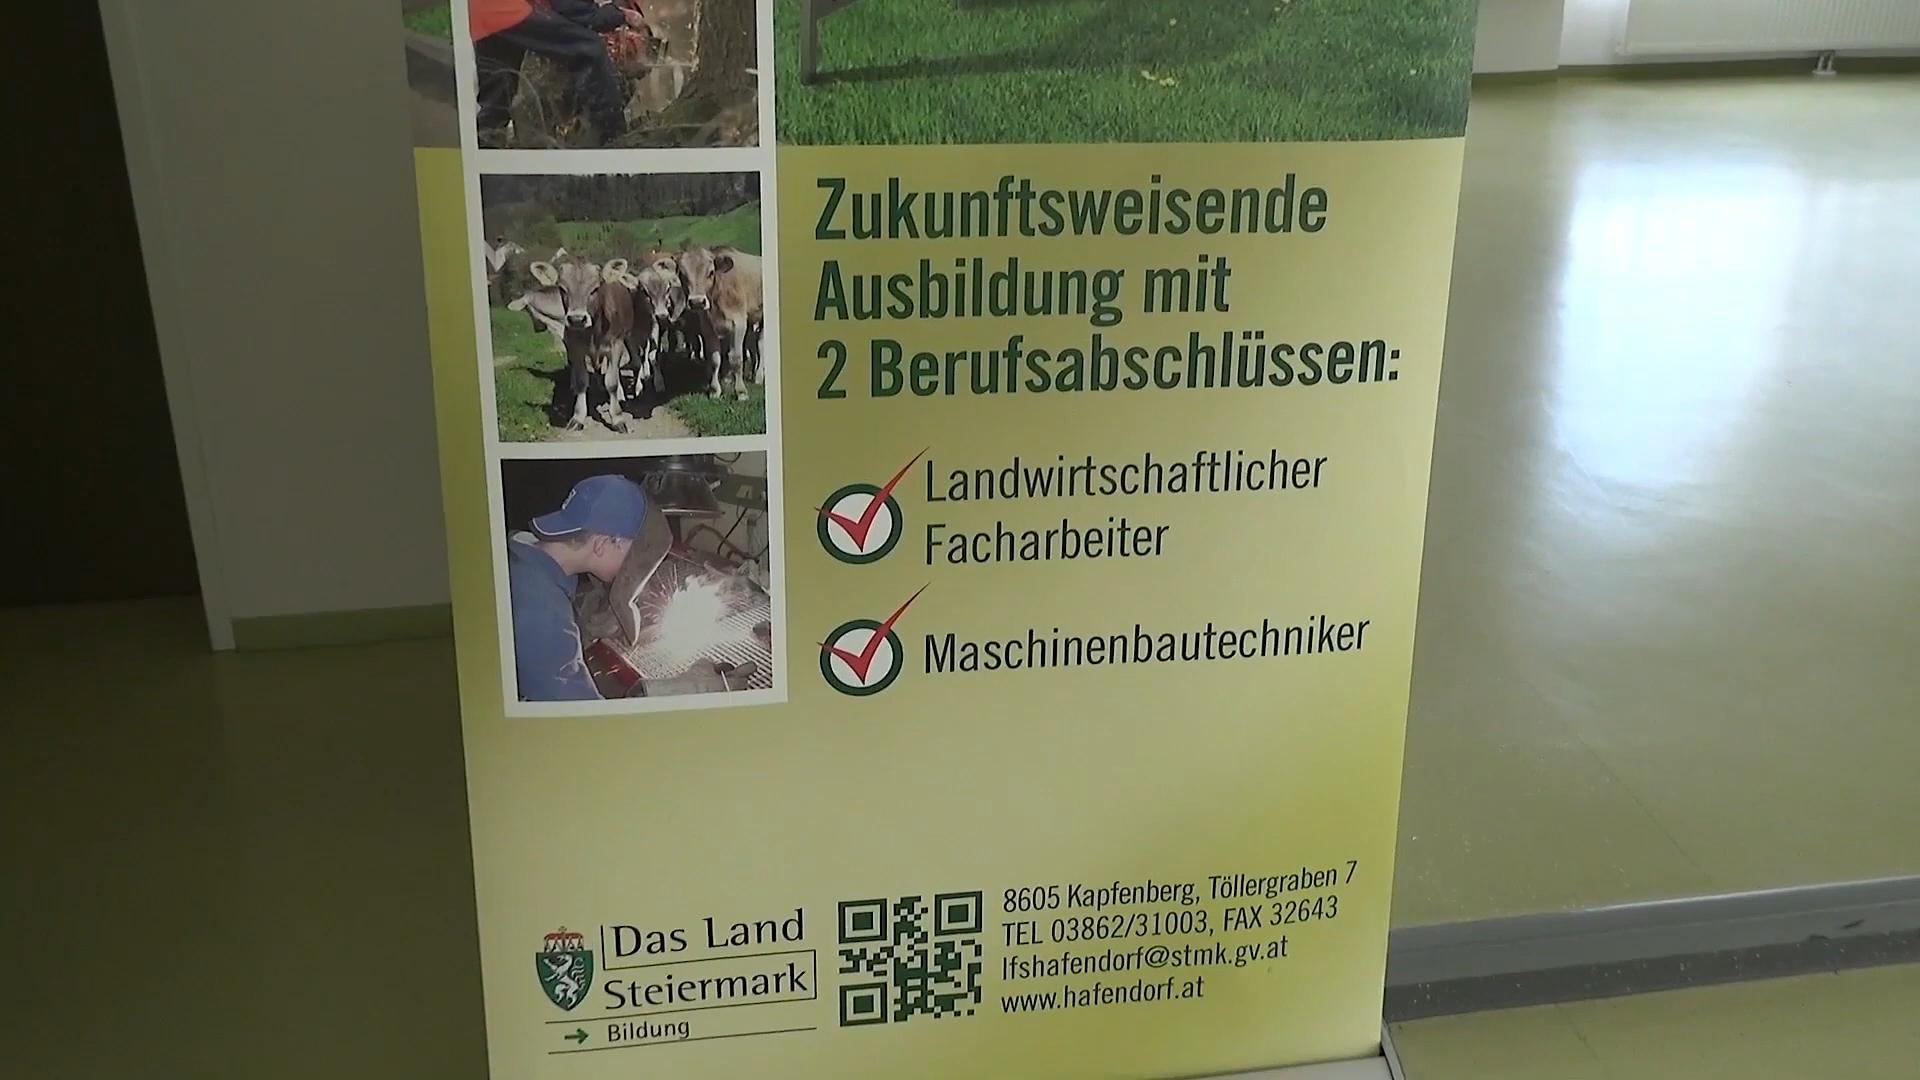 Zukunftsweisende
Ausbildung mit
2 Berufsabschlüssen:
Landwirtschaftlicher
Facharbeiter
Maschinenbautechniker
Das Land
Steiermark
→ Bildung
8605 Kapfenberg, Töllergraben 7
TEL 03862/31003, FAX 32643
lfshafendorf@stmk.gv.at
www.hafendorf.at